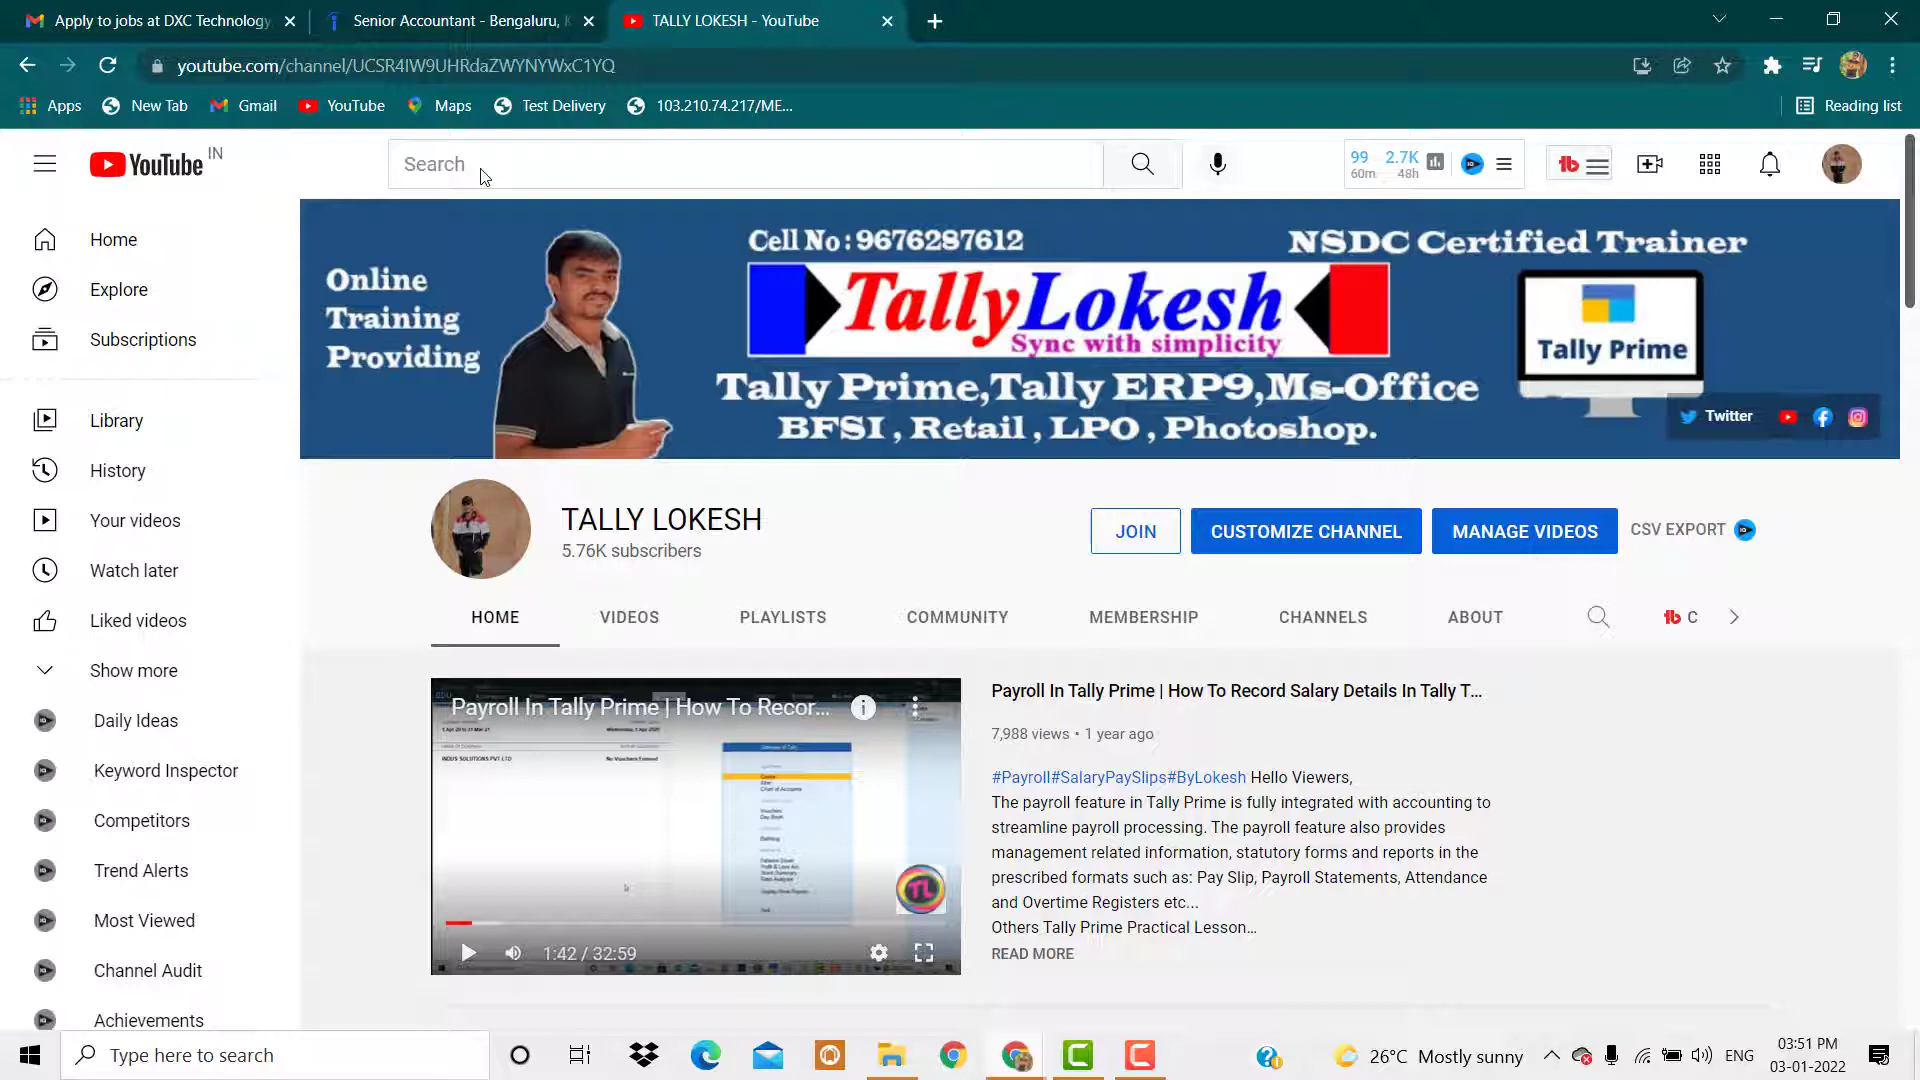 Apply to jobs at DXC Technology,
Senior Accountant - Bengaluru, K
TALLY LOKESH - YouTube
youtube.com/channel/UCSR4IW9UHRdaZWYNYWxC1YQ
Apps
New Tab
Gmail
YouTube
Maps
Test Delivery
103.210.74.217/ME...
Reading list
YouTube IN
Search
99 2.7K
60m 48h
Home
Explore
Subscriptions
Library
History
Your videos
Watch later
Liked videos
Show more
Daily Ideas
Keyword Inspector
Competitors
Trend Alerts
Most Viewed
Channel Audit
Achievements
Online
Training
Providing
Cell No : 9676287612
NSDC Certified Trainer
TallyLokesh
Sync with simplicity
Tally Prime,Tally ERP9,Ms-Office
BFSI , Retail , LPO , Photoshop.
Tally Prime
Twitter
TALLY LOKESH
5.76K subscribers
JOIN
CUSTOMIZE CHANNEL
MANAGE VIDEOS
CSV EXPORT
HOME
VIDEOS
PLAYLISTS
COMMUNITY
MEMBERSHIP
CHANNELS
ABOUT
C
Payroll In Tally Prime | How To Recor...
TL
1:42 / 32:59
Payroll In Tally Prime | How To Record Salary Details In Tally T...
7,988 views • 1 year ago
#Payroll#SalaryPaySlips#ByLokesh Hello Viewers,
The payroll feature in Tally Prime is fully integrated with accounting to
streamline payroll processing. The payroll feature also provides
management related information, statutory forms and reports in the
prescribed formats such as: Pay Slip, Payroll Statements, Attendance
and Overtime Registers etc...
Others Tally Prime Practical Lesson...
READ MORE
Type here to search
26°C Mostly sunny
ENG
03:51 PM
03-01-2022